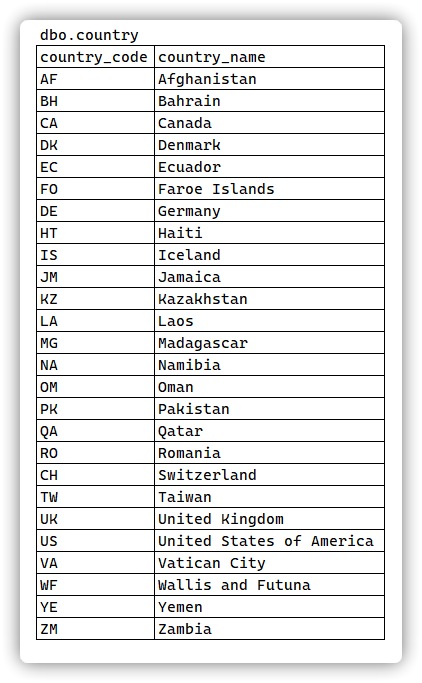 dbo.country
country_code country_name
AF Afghanistan
BH Bahrain
CA Canada
DK Denmark
EC Ecuador
FO Faroe Islands
DE Germany
HT Haiti
IS Iceland
JM Jamaica
KZ Kazakhstan
LA Laos
MG Madagascar
NA Namibia
OM Oman
PK Pakistan
QA Qatar
RO Romania
CH Switzerland
TW Taiwan
UK United Kingdom
US United States of America
VA Vatican City
WF Wallis and Futuna
YE Yemen
ZM Zambia